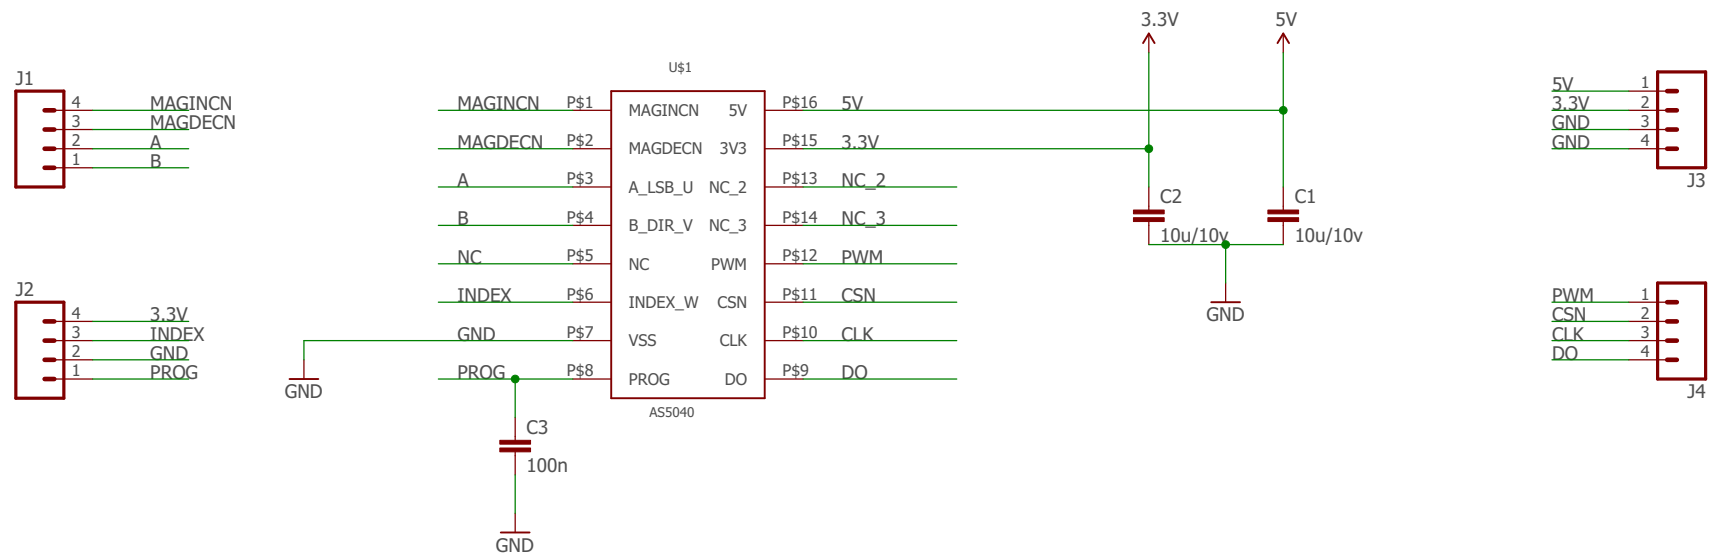 3.3V 5V
U$1
J1
4 MAGINCN
3 MAGDECN
2 A
1 B
J2
4 3.3V
3 INDEX
2 GND
1 PROG
GND
MAGINCN P$1 MAGINCN 5V P$16 5V
MAGDECN P$2 MAGDECN 3V3 P$15 3.3V
A P$3 A_LSB_U NC_2 P$13 NC_2
B P$4 B_DIR_V NC_3 P$14 NC_3
NC P$5 NC PWM P$12 PWM
INDEX P$6 INDEX_W CSN P$11 CSN
GND P$7 VSS CLK P$10 CLK
PROG P$8 PROG DO P$9 DO
AS5040
C3
100n
GND
C2
10u/10v
C1
10u/10v
GND
5V 1
3.3V 2
GND 3
GND 4
J3
PWM 1
CSN 2
CLK 3
DO 4
J4